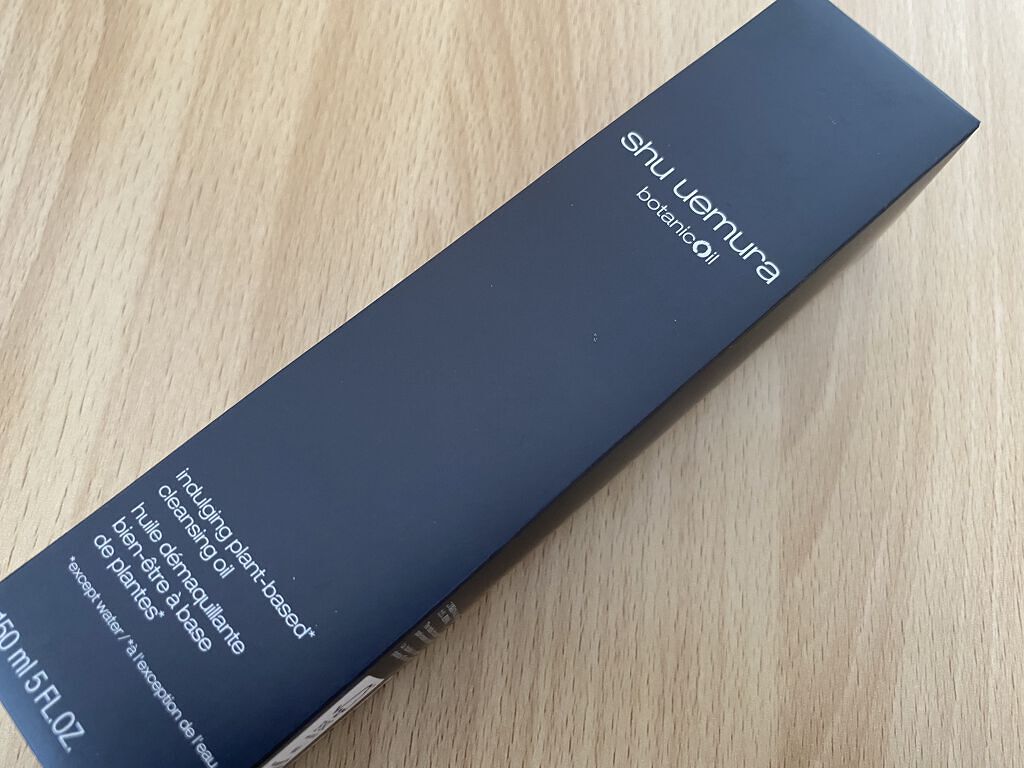 shu uemura
botanicoil
indulging plant-based*
cleansing oil
huile démaquillante
bien-être à base
de plantes*
*except water / *à l'exception de l'eau
150 ml 5 FL.OZ.